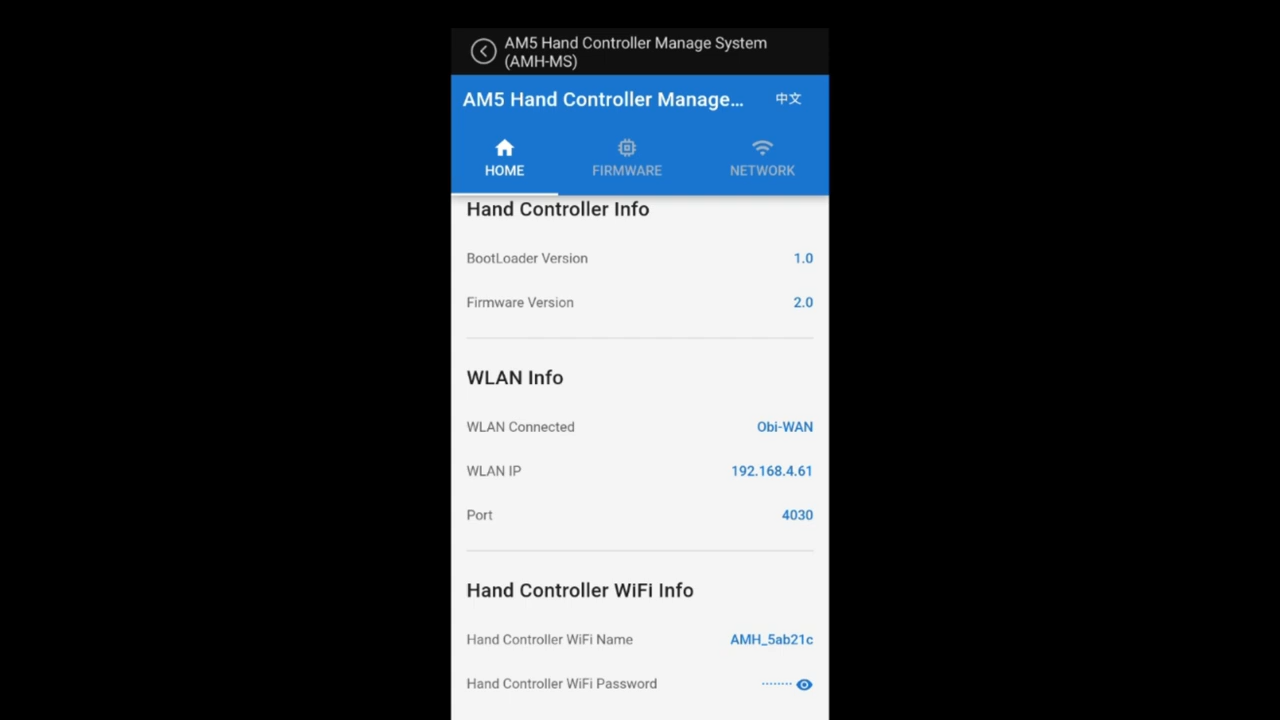 AM5 Hand Controller Manage System
(AMH-MS)
AM5 Hand Controller Manage...
中文
HOME
FIRMWARE
NETWORK
Hand Controller Info
BootLoader Version 1.0
Firmware Version 2.0
WLAN Info
WLAN Connected Obi-WAN
WLAN IP 192.168.4.61
Port 4030
Hand Controller WiFi Info
Hand Controller WiFi Name AMH_5ab21c
Hand Controller WiFi Password ········